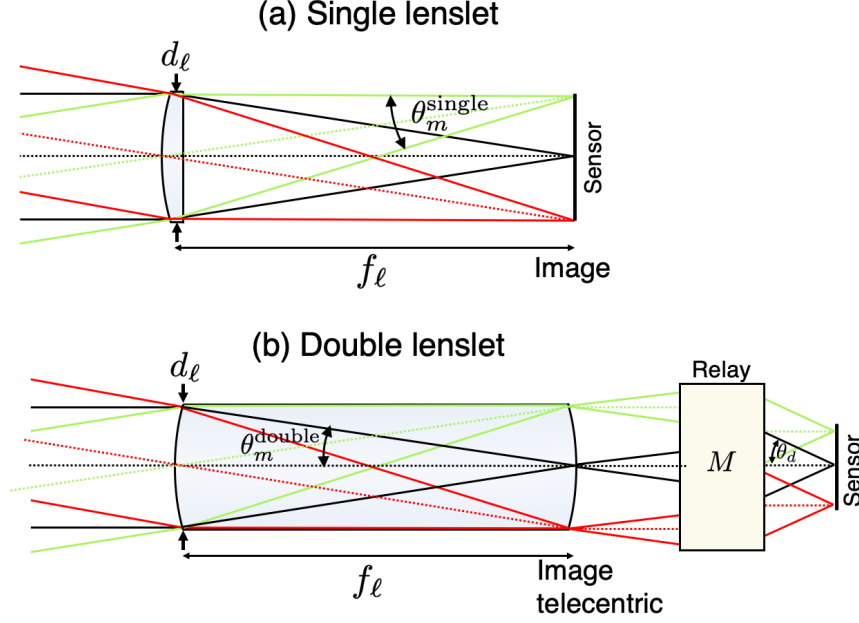 (a) Single lenslet
dℓ
θₘˢⁱⁿᵍˡᵉ
Sensor
fℓ
Image
(b) Double lenslet
dℓ
Relay
θₘᵈᵒᵘᵇˡᵉ
M
θd
Sensor
fℓ
Image
telecentric